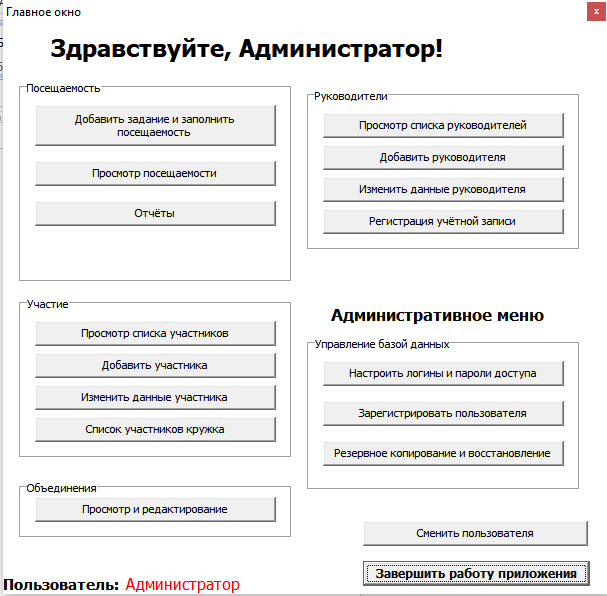 Главное окно
Здравствуйте, Администратор!
Посещаемость
Добавить задание и заполнить
посещаемость
Просмотр посещаемости
Отчёты
Руководители
Просмотр списка руководителей
Добавить руководителя
Изменить данные руководителя
Регистрация учётной записи
Участие
Просмотр списка участников
Добавить участника
Изменить данные участника
Список участников кружка
Административное меню
Управление базой данных
Настроить логины и пароли доступа
Зарегистрировать пользователя
Резервное копирование и восстановление
Объединения
Просмотр и редактирование
Сменить пользователя
Завершить работу приложения
Пользователь: Администратор